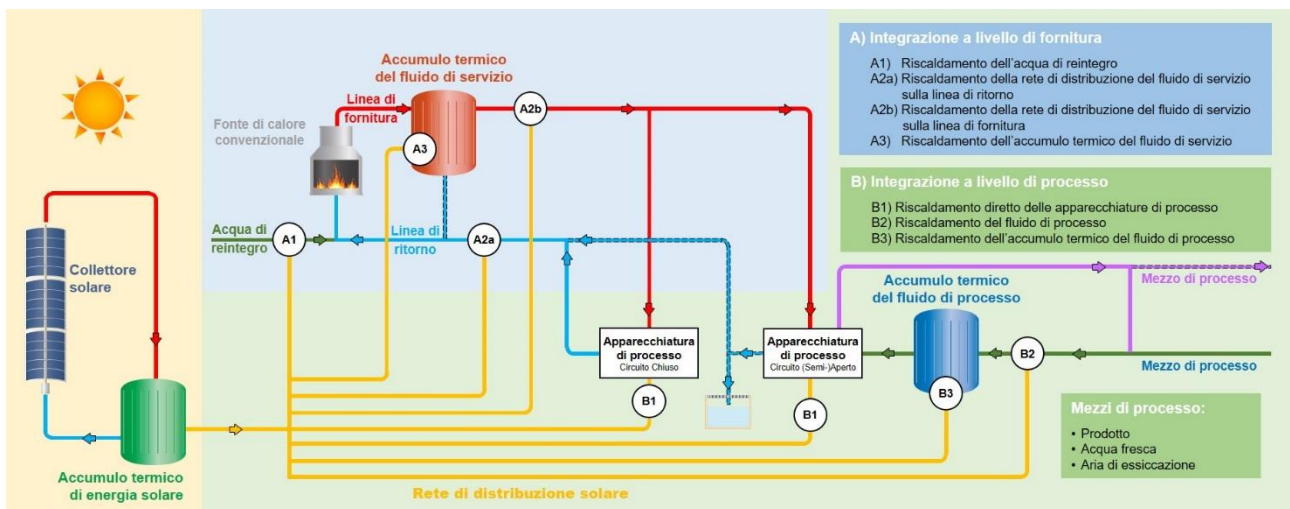 Accumulo termico
del fluido di servizio
Linea di
fornitura
A2b
Fonte di calore
convenzionale
A3
Acqua di
reintegro
A1
Linea di
ritorno
A2a
Collettore
solare
Accumulo termico
di energia solare
Apparecchiatura
di processo
Circuito Chiuso
B1
Apparecchiatura
di processo
Circuito (Semi-)Aperto
B1
Accumulo termico
del fluido di processo
B3
B2
Mezzo di processo
Mezzo di processo
Rete di distribuzione solare
A) Integrazione a livello di fornitura
A1) Riscaldamento dell'acqua di reintegro
A2a) Riscaldamento della rete di distribuzione del fluido di servizio
sulla linea di ritorno
A2b) Riscaldamento della rete di distribuzione del fluido di servizio
sulla linea di fornitura
A3) Riscaldamento dell'accumulo termico del fluido di servizio
B) Integrazione a livello di processo
B1) Riscaldamento diretto delle apparecchiature di processo
B2) Riscaldamento del fluido di processo
B3) Riscaldamento dell'accumulo termico del fluido di processo
Mezzi di processo:
• Prodotto
• Acqua fresca
• Aria di essiccazione